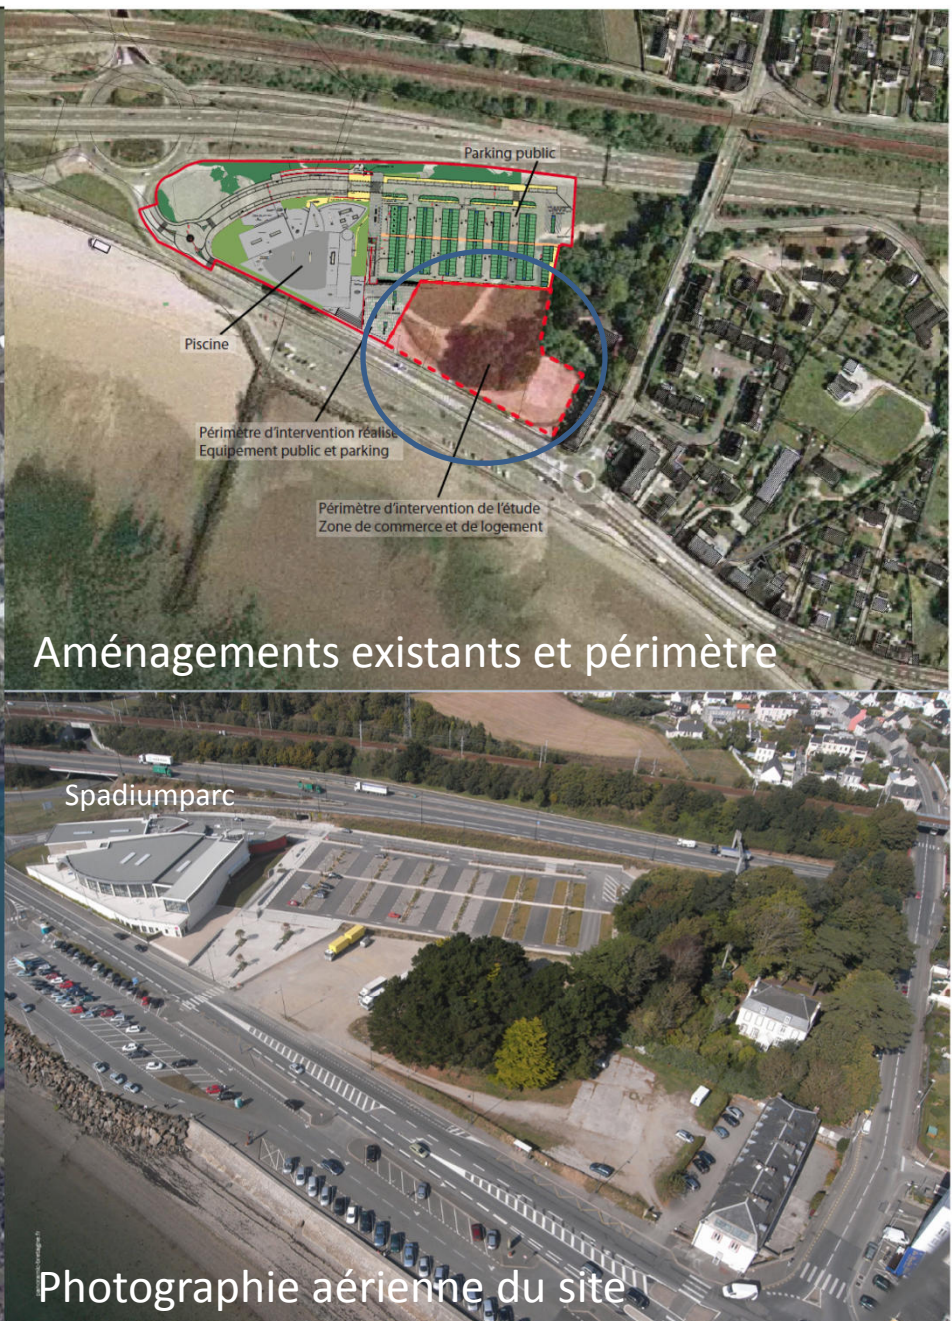 Parking public
Piscine
Périmètre d'intervention réalisé
Equipement public et parking
Périmètre d'intervention de l'étude
Zone de commerce et de logement
Aménagements existants et périmètre
Spadiumparc
Photographie aérienne du site